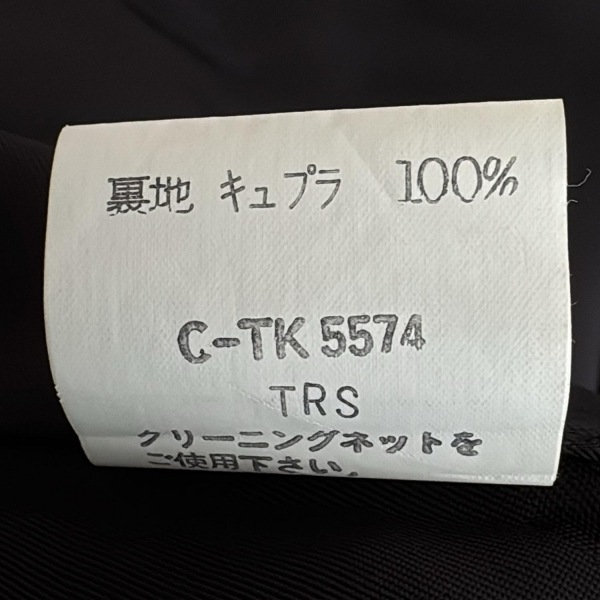 裏地 キュプラ 100%
C-TK 5574
TRS
クリーニングネットを
ご使用下さい。